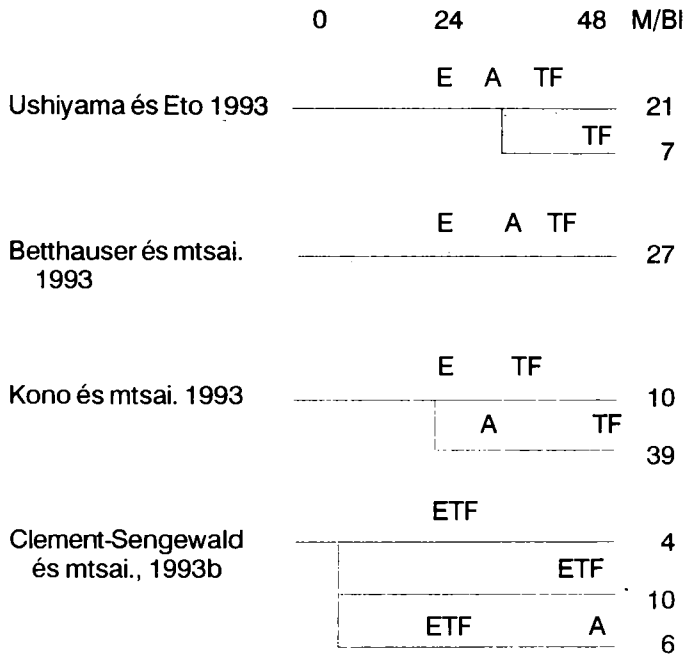 0 24 48 M/Bl
E A TF
Ushiyama és Eto 1993 21
TF
7
E A TF
Betthauser és mtsai. 27
1993
E TF
Kono és mtsai. 1993 10
A TF
39
ETF
Clement-Sengewald 4
és mtsai., 1993b ETF
10
ETF A
6